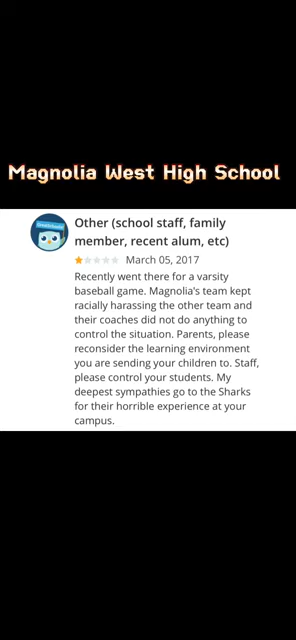 Magnolia West High School
Other (school staff, family
member, recent alum, etc)
March 05, 2017
Recently went there for a varsity
baseball game. Magnolia's team kept
racially harassing the other team and
their coaches did not do anything to
control the situation. Parents, please
reconsider the learning environment
you are sending your children to. Staff,
please control your students. My
deepest sympathies go to the Sharks
for their horrible experience at your
campus.